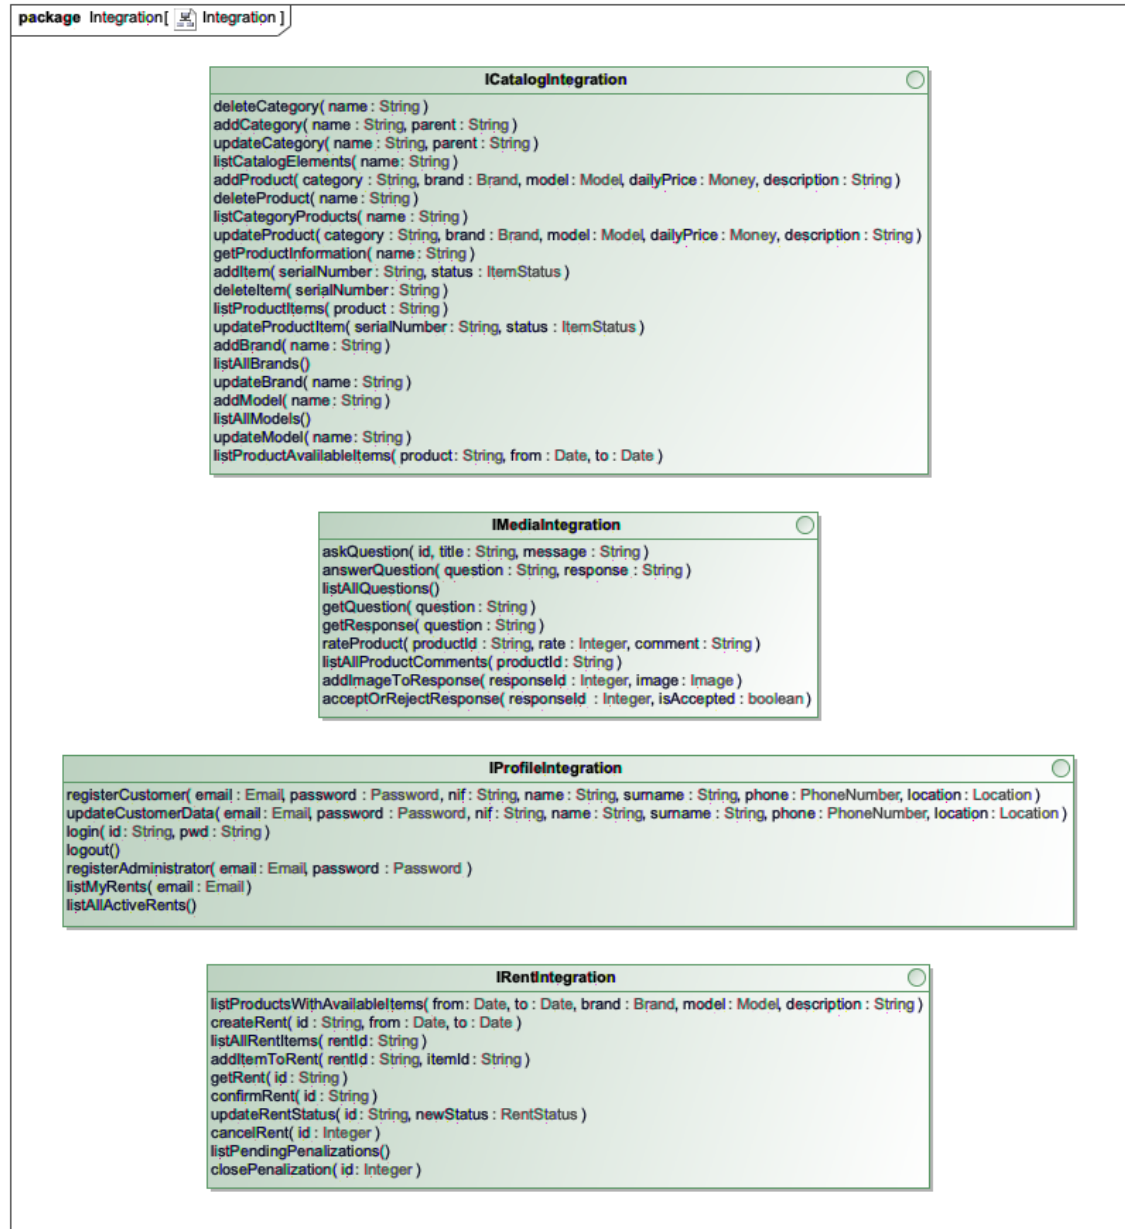 package Integration[ Integration ]
ICatalogIntegration
deleteCategory( name : String )
addCategory( name : String, parent : String )
updateCategory( name : String, parent : String )
listCatalogElements( name: String )
addProduct( category : String, brand : Brand, model : Model, dailyPrice : Money, description : String )
deleteProduct( name : String )
listCategoryProducts( name : String )
updateProduct( category : String, brand : Brand, model : Model, dailyPrice : Money, description : String )
getProductInformation( name : String )
addItem( serialNumber : String, status : ItemStatus )
deleteItem( serialNumber : String )
listProductItems( product : String )
updateProductItem( serialNumber : String, status : ItemStatus )
addBrand( name : String )
listAllBrands()
updateBrand( name : String )
addModel( name : String )
listAllModels()
updateModel( name : String )
listProductAvalilableItems( product : String, from : Date, to : Date )
IMediaIntegration
askQuestion( id, title : String, message : String )
answerQuestion( question : String, response : String )
listAllQuestions()
getQuestion( question : String )
getResponse( question : String )
rateProduct( productId : String, rate : Integer, comment : String )
listAllProductComments( productId : String )
addImageToResponse( responseId : Integer, image : Image )
acceptOrRejectResponse( responseId : Integer, isAccepted : boolean )
IProfileIntegration
registerCustomer( email : Email, password : Password, nif : String, name : String, surname : String, phone : PhoneNumber, location : Location )
updateCustomerData( email : Email, password : Password, nif : String, name : String, surname : String, phone : PhoneNumber, location : Location )
login( id : String, pwd : String )
logout()
registerAdministrator( email : Email, password : Password )
listMyRents( email : Email )
listAllActiveRents()
IRentIntegration
listProductsWithAvailableItems( from : Date, to : Date, brand : Brand, model : Model, description : String )
createRent( id : String, from : Date, to : Date )
listAllRentItems( rentId : String )
addItemToRent( rentId : String, itemId : String )
getRent( id : String )
confirmRent( id : String )
updateRentStatus( id : String, newStatus : RentStatus )
cancelRent( id : Integer )
listPendingPenalizations()
closePenalization( id : Integer )